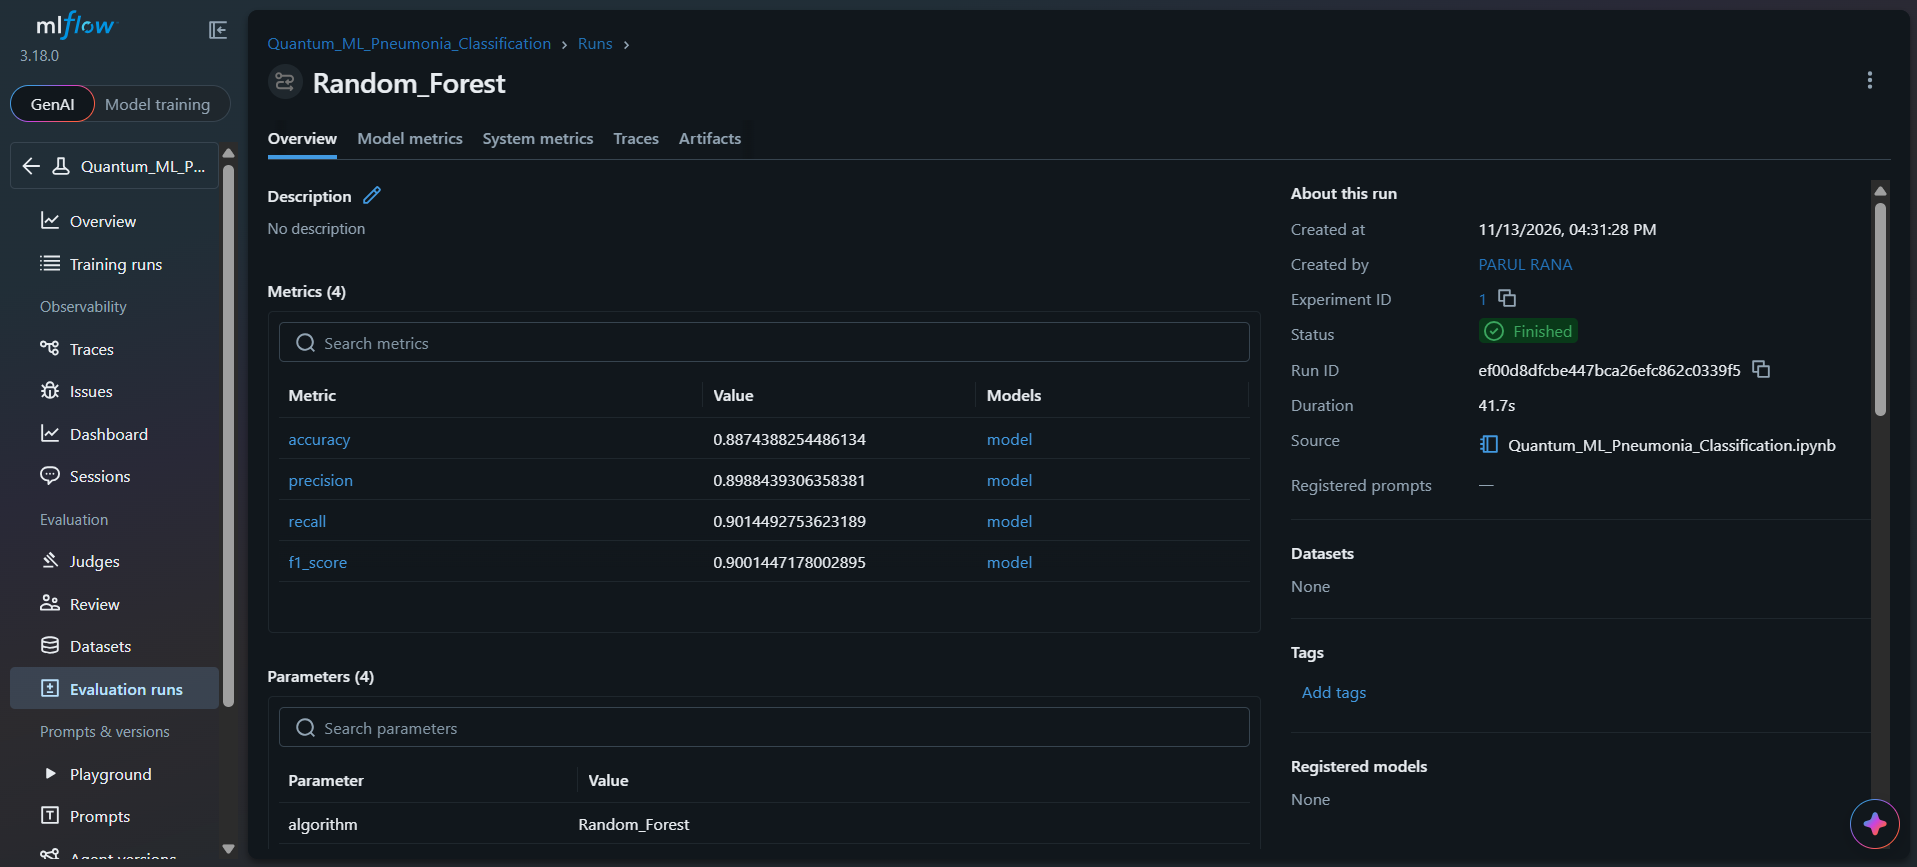 mlflow
3.18.0
GenAI Model training
Quantum_ML_P...
Overview
Training runs
Observability
Traces
Issues
Dashboard
Sessions
Evaluation
Judges
Review
Datasets
Evaluation runs
Prompts & versions
Playground
Prompts
Agent versions
Quantum_ML_Pneumonia_Classification > Runs >
Random_Forest
Overview Model metrics System metrics Traces Artifacts
Description
No description
Metrics (4)
Search metrics
Metric Value Models
accuracy 0.8874388254486134 model
precision 0.8988439306358381 model
recall 0.9014492753623189 model
f1_score 0.9001447178002895 model
Parameters (4)
Search parameters
Parameter Value
algorithm Random_Forest
About this run
Created at 11/13/2026, 04:31:28 PM
Created by PARUL RANA
Experiment ID 1
Status Finished
Run ID ef00d8dfcbe447bca26efc862c0339f5
Duration 41.7s
Source Quantum_ML_Pneumonia_Classification.ipynb
Registered prompts —
Datasets
None
Tags
Add tags
Registered models
None